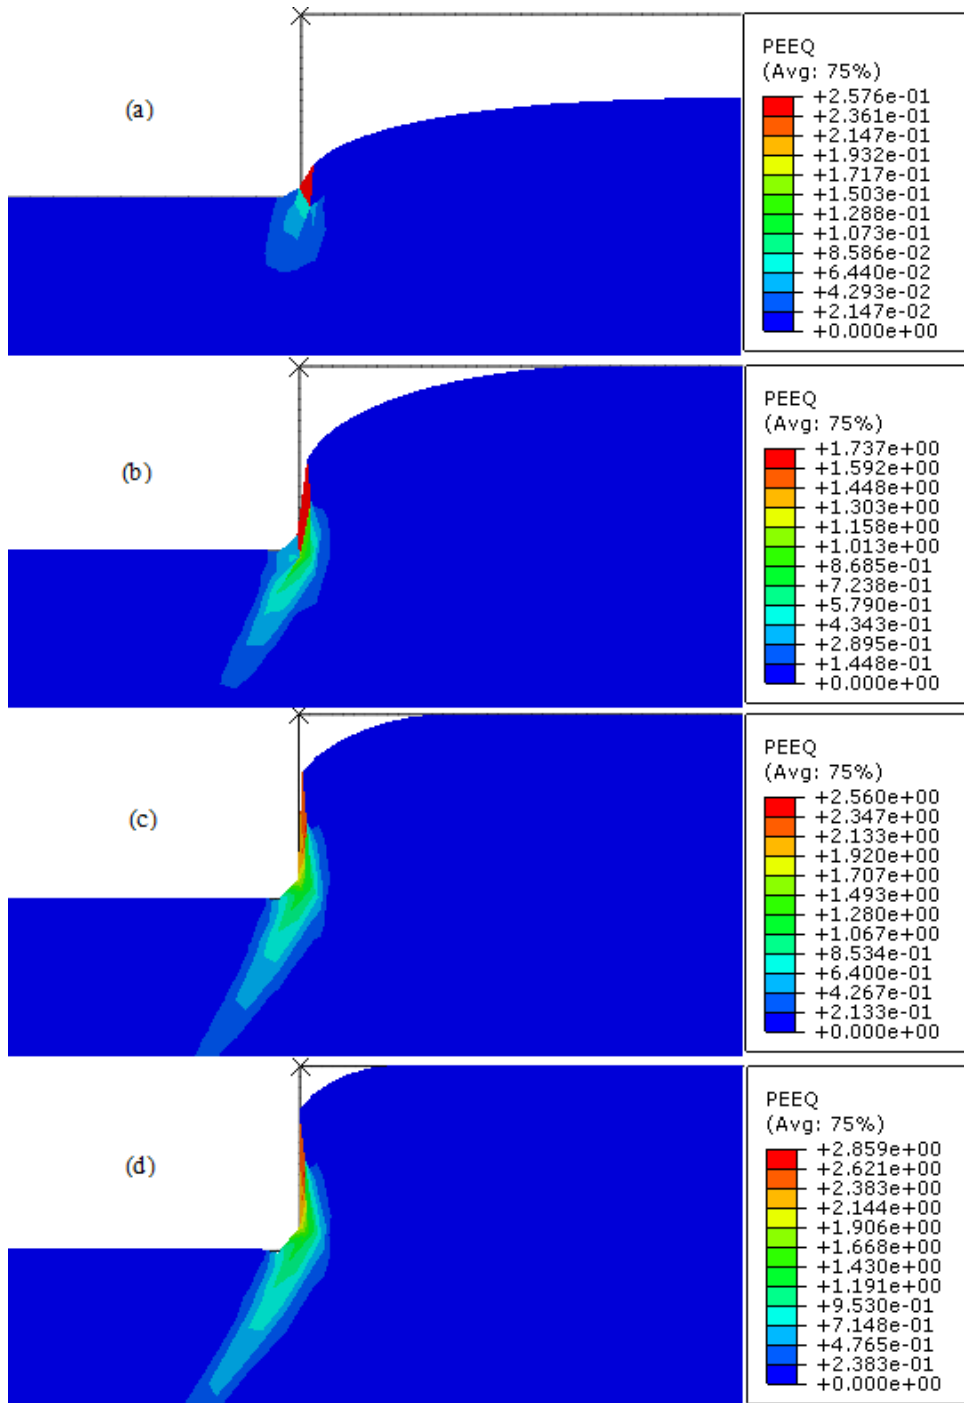 (a)
PEEQ
(Avg: 75%)
+2.576e-01
+2.361e-01
+2.147e-01
+1.932e-01
+1.717e-01
+1.503e-01
+1.288e-01
+1.073e-01
+8.586e-02
+6.440e-02
+4.293e-02
+2.147e-02
+0.000e+00
(b)
PEEQ
(Avg: 75%)
+1.737e+00
+1.592e+00
+1.448e+00
+1.303e+00
+1.158e+00
+1.013e+00
+8.685e-01
+7.238e-01
+5.790e-01
+4.343e-01
+2.895e-01
+1.448e-01
+0.000e+00
(c)
PEEQ
(Avg: 75%)
+2.560e+00
+2.347e+00
+2.133e+00
+1.920e+00
+1.707e+00
+1.493e+00
+1.280e+00
+1.067e+00
+8.534e-01
+6.400e-01
+4.267e-01
+2.133e-01
+0.000e+00
(d)
PEEQ
(Avg: 75%)
+2.859e+00
+2.621e+00
+2.383e+00
+2.144e+00
+1.906e+00
+1.668e+00
+1.430e+00
+1.191e+00
+9.530e-01
+7.148e-01
+4.765e-01
+2.383e-01
+0.000e+00